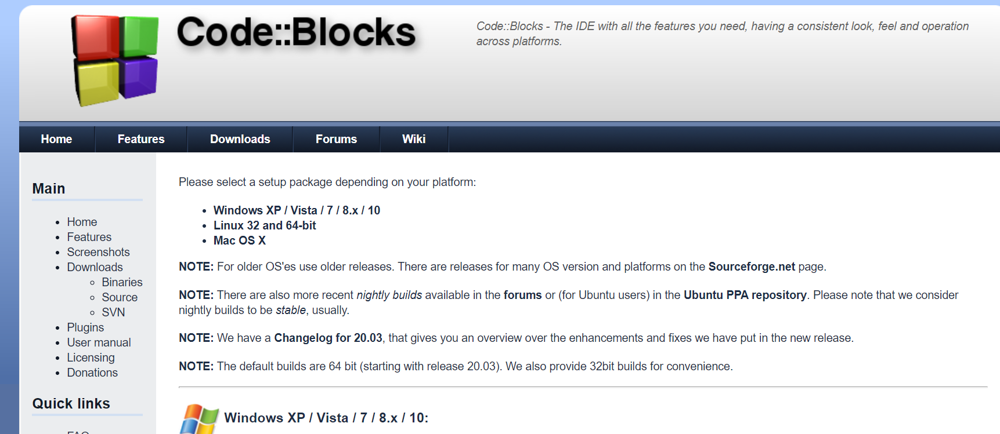 Code::Blocks
Code::Blocks - The IDE with all the features you need, having a consistent look, feel and operation
across platforms.
Home Features Downloads Forums Wiki
Main
Home
Features
Screenshots
Downloads
Binaries
Source
SVN
Plugins
User manual
Licensing
Donations
Quick links
FAQ
Please select a setup package depending on your platform:
Windows XP / Vista / 7 / 8.x / 10
Linux 32 and 64-bit
Mac OS X
NOTE: For older OS'es use older releases. There are releases for many OS version and platforms on the Sourceforge.net page.
NOTE: There are also more recent nightly builds available in the forums or (for Ubuntu users) in the Ubuntu PPA repository. Please note that we consider
nightly builds to be stable, usually.
NOTE: We have a Changelog for 20.03, that gives you an overview over the enhancements and fixes we have put in the new release.
NOTE: The default builds are 64 bit (starting with release 20.03). We also provide 32bit builds for convenience.
Windows XP / Vista / 7 / 8.x / 10: